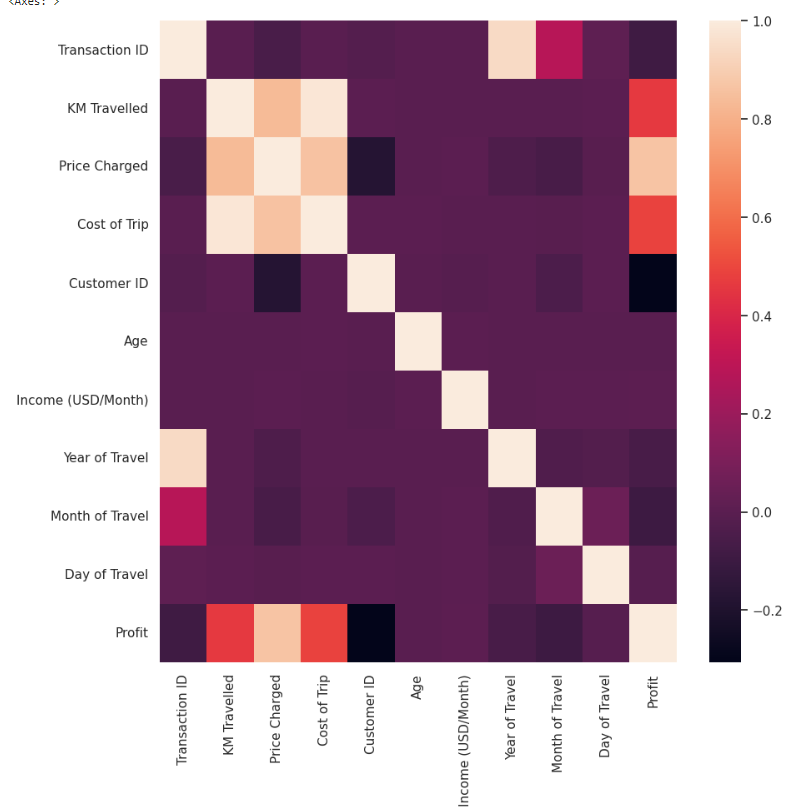 <Axes: >
Transaction ID
KM Travelled
Price Charged
Cost of Trip
Customer ID
Age
Income (USD/Month)
Year of Travel
Month of Travel
Day of Travel
Profit
1.0
0.8
0.6
0.4
0.2
0.0
−0.2
Transaction ID
KM Travelled
Price Charged
Cost of Trip
Customer ID
Age
Income (USD/Month)
Year of Travel
Month of Travel
Day of Travel
Profit